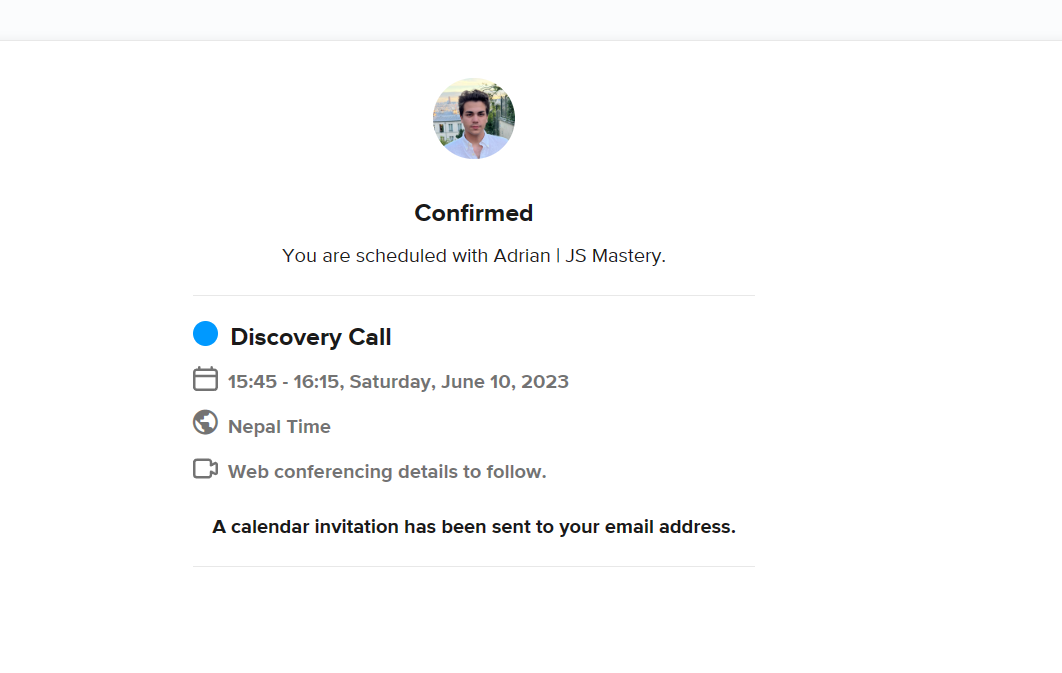 Confirmed
You are scheduled with Adrian | JS Mastery.
Discovery Call
15:45 - 16:15, Saturday, June 10, 2023
Nepal Time
Web conferencing details to follow.
A calendar invitation has been sent to your email address.